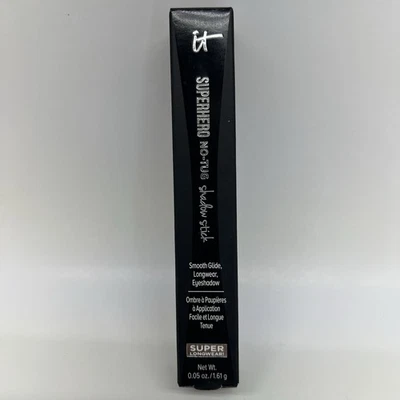 it
SUPERHERO NO-TUG shadow stick
Smooth Glide,
Longwear,
Eyeshadow
Ombre à Paupières
à Application
Facile et Longue
Tenue
SUPER
LONGWEAR!
Net Wt.
0.05 oz./1.61 g